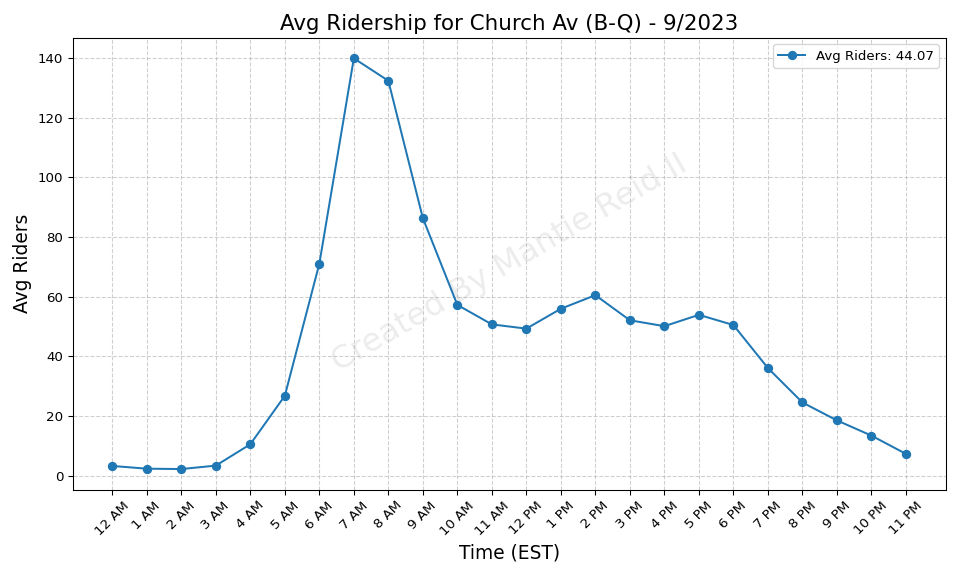 Avg Ridership for Church Av (B-Q) - 9/2023
Avg Riders: 44.07
140
120
100
80
60
40
20
0
Avg Riders
Created By Mantie Reid II
12 AM
1 AM
2 AM
3 AM
4 AM
5 AM
6 AM
7 AM
8 AM
9 AM
10 AM
11 AM
12 PM
1 PM
2 PM
3 PM
4 PM
5 PM
6 PM
7 PM
8 PM
9 PM
10 PM
11 PM
Time (EST)